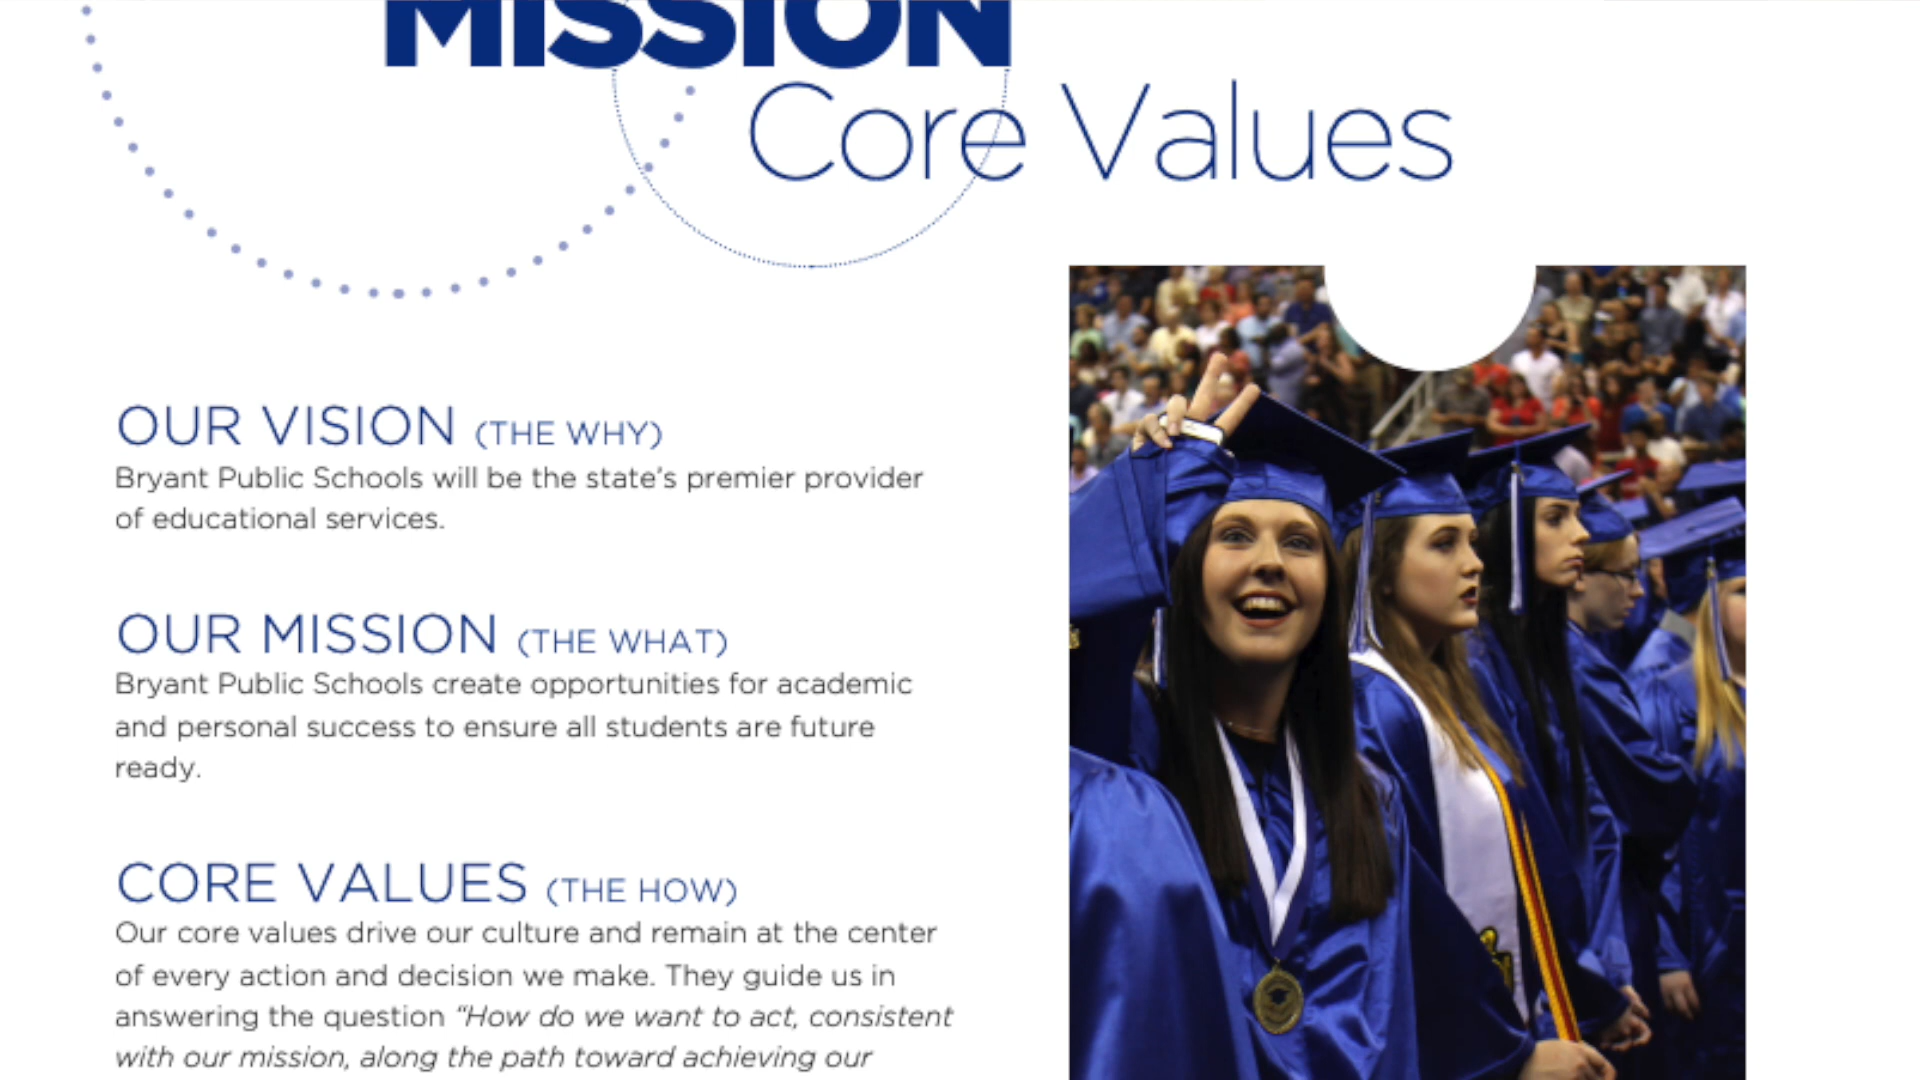 MISSION
Core Values
OUR VISION (THE WHY)
Bryant Public Schools will be the state’s premier provider
of educational services.
OUR MISSION (THE WHAT)
Bryant Public Schools create opportunities for academic
and personal success to ensure all students are future
ready.
CORE VALUES (THE HOW)
Our core values drive our culture and remain at the center
of every action and decision we make. They guide us in
answering the question “How do we want to act, consistent
with our mission, along the path toward achieving our